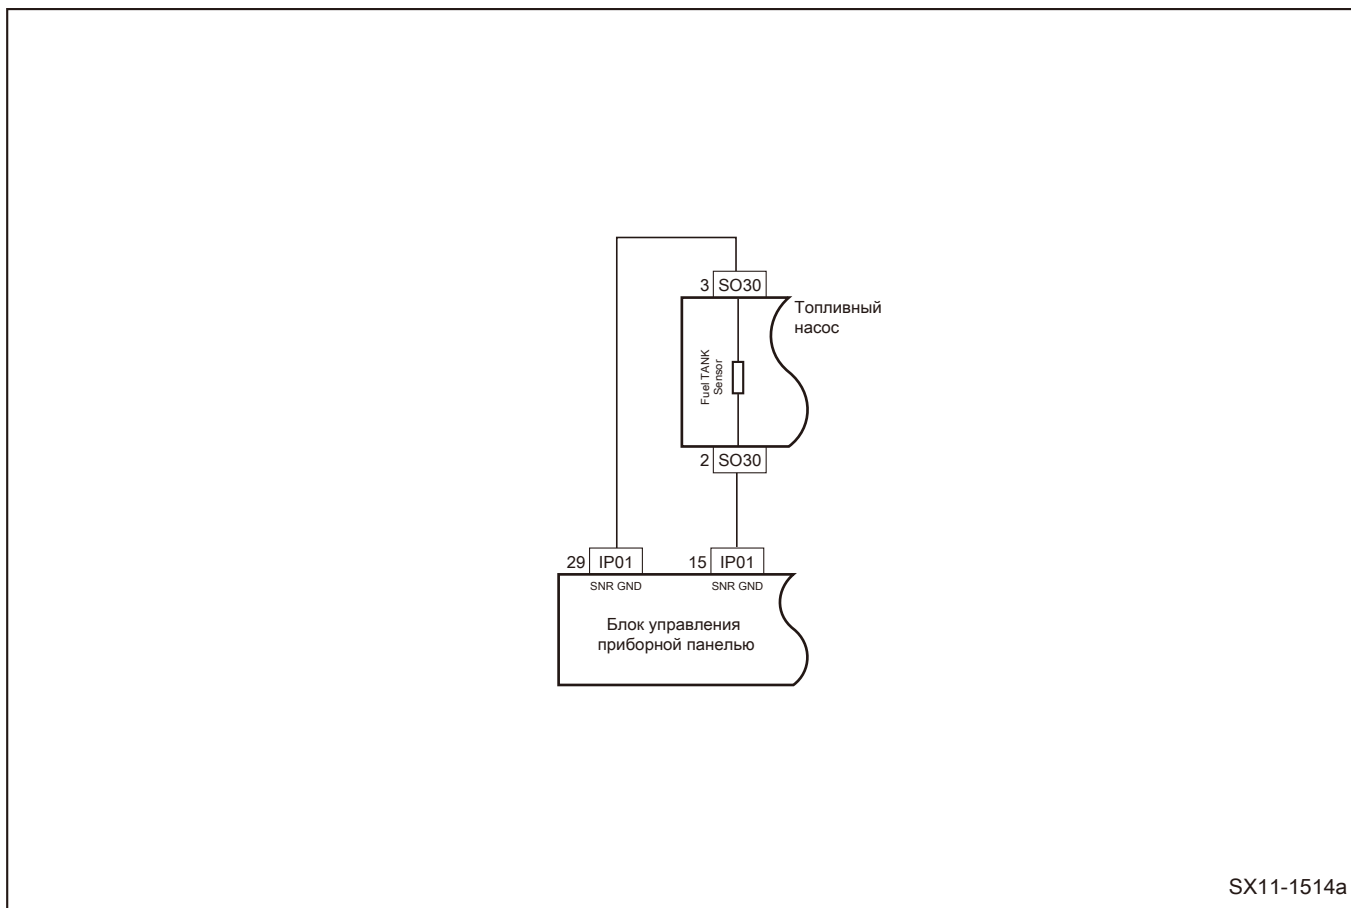 3 SO30
Топливный
насос
Fuel TANK
Sensor
2 SO30
29 IP01 15 IP01
SNR GND SNR GND
Блок управления
приборной панелью
SX11-1514a